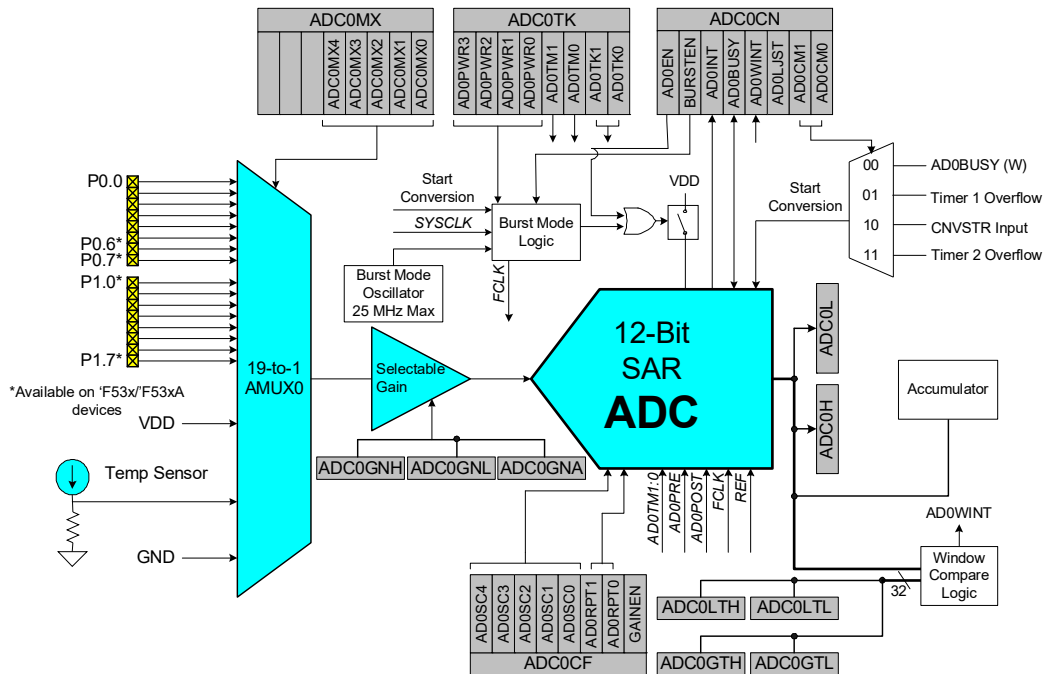 ADC0MX
ADC0MX4
ADC0MX3
ADC0MX2
ADC0MX1
ADC0MX0
ADC0TK
AD0PWR3
AD0PWR2
AD0PWR1
AD0PWR0
AD0TM1
AD0TM0
AD0TK1
AD0TK0
ADC0CN
AD0EN
BURSTEN
AD0INT
AD0BUSY
AD0WINT
AD0LJST
AD0CM1
AD0CM0
00
AD0BUSY (W)
01
Timer 1 Overflow
10
CNVSTR Input
11
Timer 2 Overflow
Start
Conversion
VDD
Start
Conversion
SYSCLK
Burst Mode
Logic
Burst Mode
Oscillator
25 MHz Max
FCLK
P0.0
P0.6*
P0.7*
P1.0*
P1.7*
*Available on ‘F53x/’F53xA
devices
VDD
Temp Sensor
GND
19-to-1
AMUX0
Selectable
Gain
ADC0GNH
ADC0GNL
ADC0GNA
12-Bit
SAR
ADC
ADC0L
ADC0H
Accumulator
AD0TM1:0
AD0PRE
AD0POST
FCLK
REF
AD0WINT
Window
Compare
Logic
32
ADC0LTH
ADC0LTL
ADC0GTH
ADC0GTL
AD0SC4
AD0SC3
AD0SC2
AD0SC1
AD0SC0
AD0RPT1
AD0RPT0
GAINEN
ADC0CF